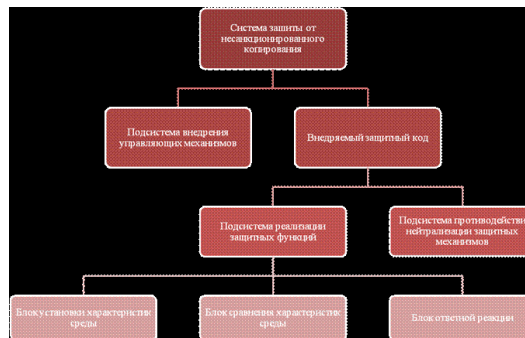 Система зашиты от
несанкционированного
копирования
Подсистема внедрения
управляющих механизмов
Внедряемый защитный код
Подсистема реализации
защитных функций
Подсистема противодействия
нейтрализации защитных
механизмов
Блок установки характеристик
среды
Блок сравнения характеристик
среды
Блок ответной реакции